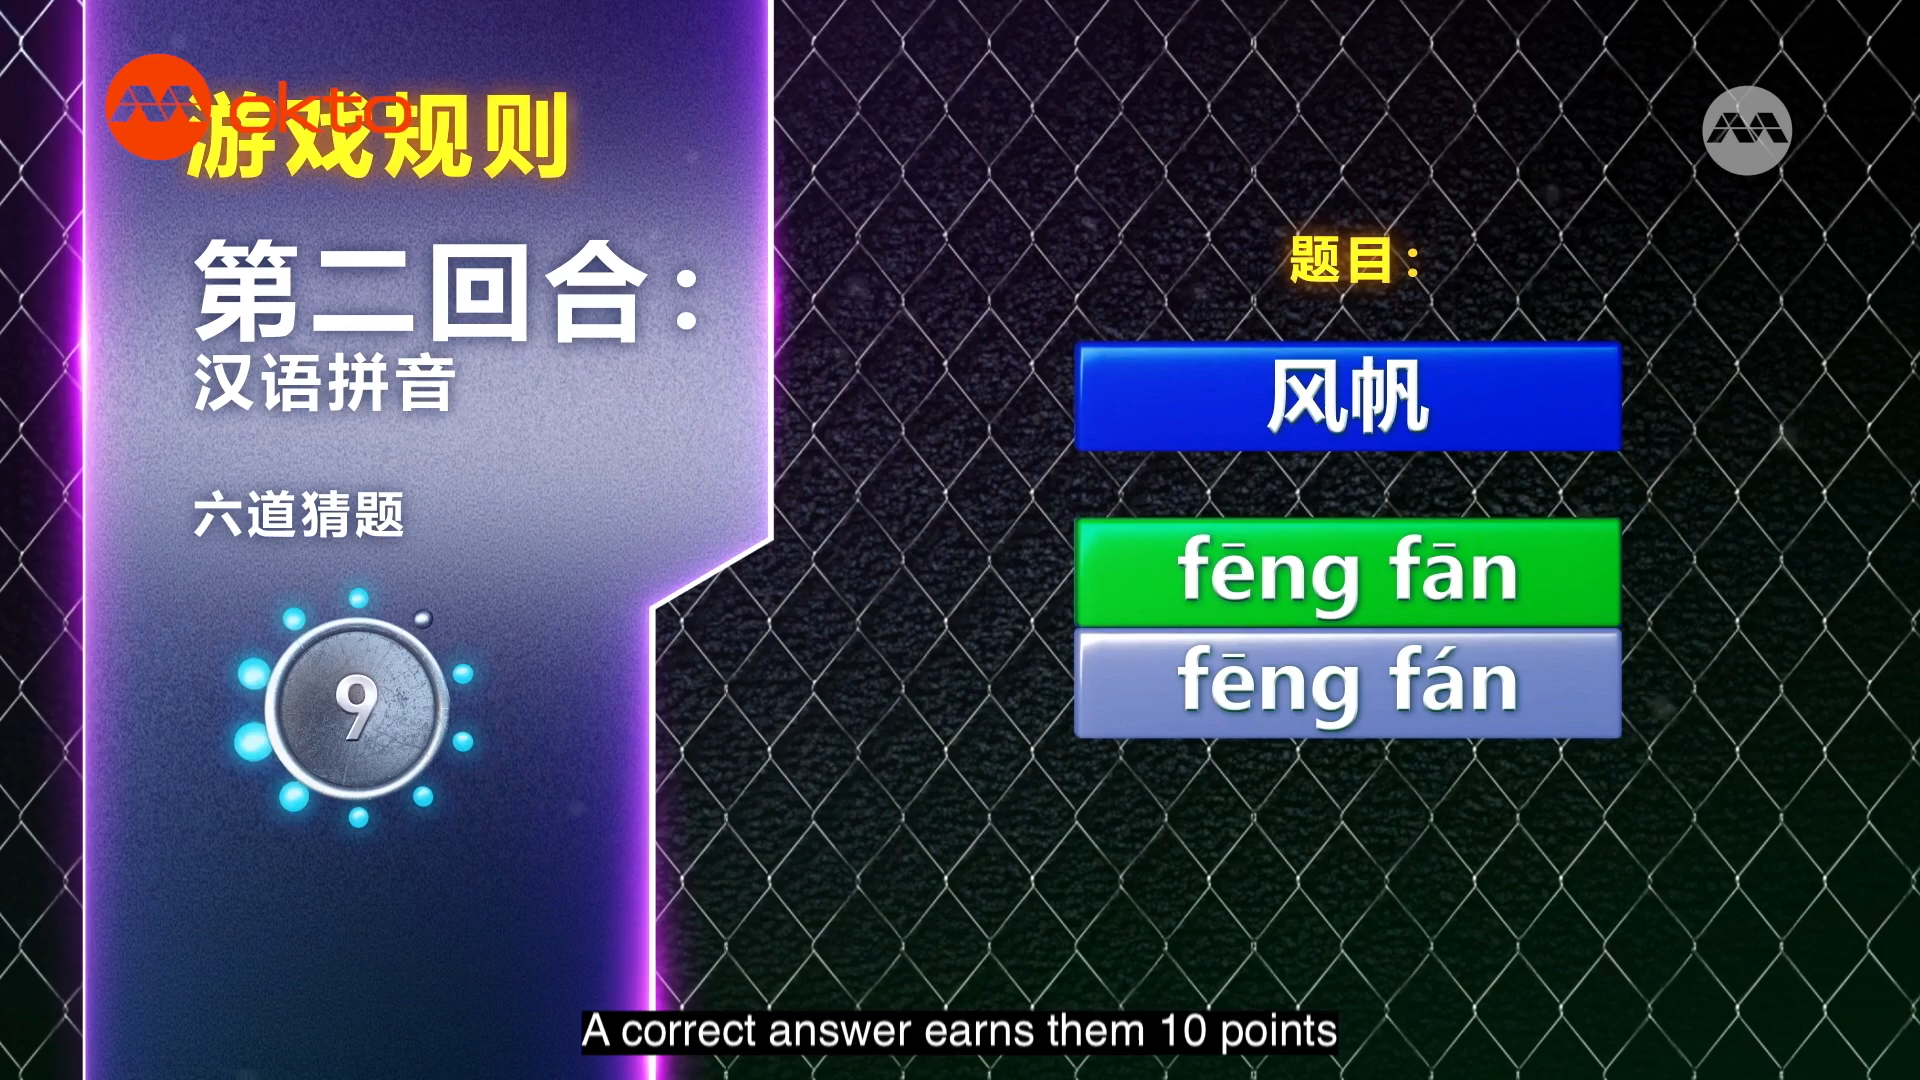 okto
游戏规则
第二回合：
汉语拼音
六道猜题
9
题目：
风帆
fēng fān
fēng fán
A correct answer earns them 10 points